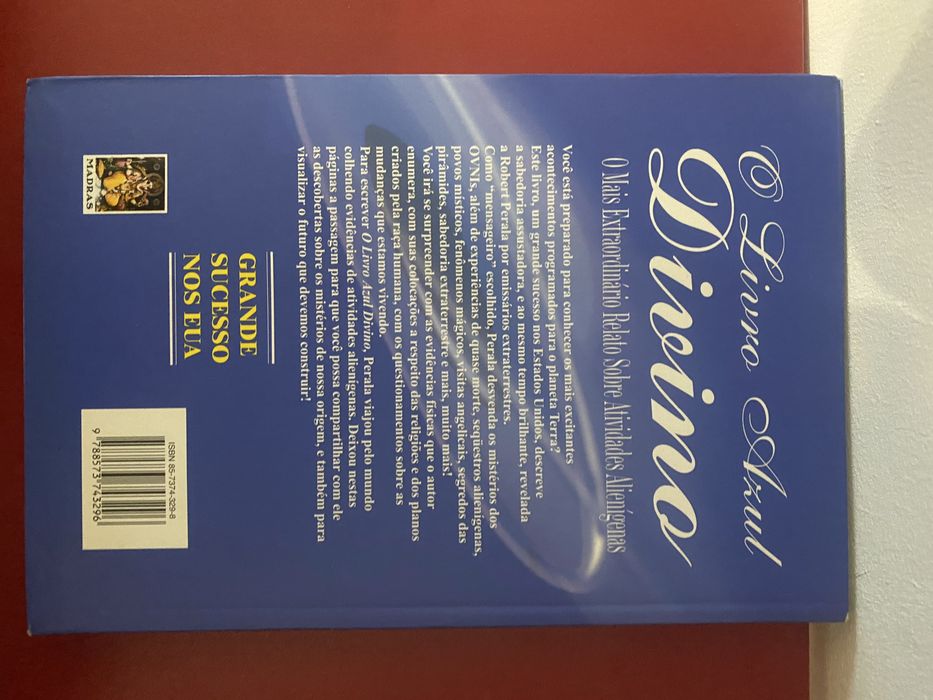 O Livro Azul
Divino
O Mais Extraordinário Relato Sobre Atividades Alienígenas
Você está preparado para conhecer os mais excitantes
acontecimentos programados para o planeta Terra?
Este livro, um grande sucesso nos Estados Unidos, descreve
a sabedoria assustadora, e ao mesmo tempo brilhante, revelada
a Robert Perala por emissários extraterrestres.
Como "mensageiro" escolhido, Perala desvenda os mistérios dos
OVNIs, além de experiências de quase morte, seqüestros alienígenas,
povos místicos, fenômenos mágicos, visitas angelicais, segredos das
pirâmides, sabedoria extraterrestre e mais, muito mais!
Você irá se surpreender com as evidências físicas que o autor
enumera, com suas colocações a respeito das religiões e dos planos
criados pela raça humana, com os questionamentos sobre as
mudanças que estamos vivendo.
Para escrever O Livro Azul Divino, Perala viajou pelo mundo
colhendo evidências de atividades alienígenas. Deixou nestas
páginas a passagem para que você possa compartilhar com ele
as descobertas sobre os mistérios de nossa origem, e também para
visualizar o futuro que devemos construir!
GRANDE
SUCESSO
NOS EUA
MADRAS
ISBN 85-7374-329-8
9 788573 743296